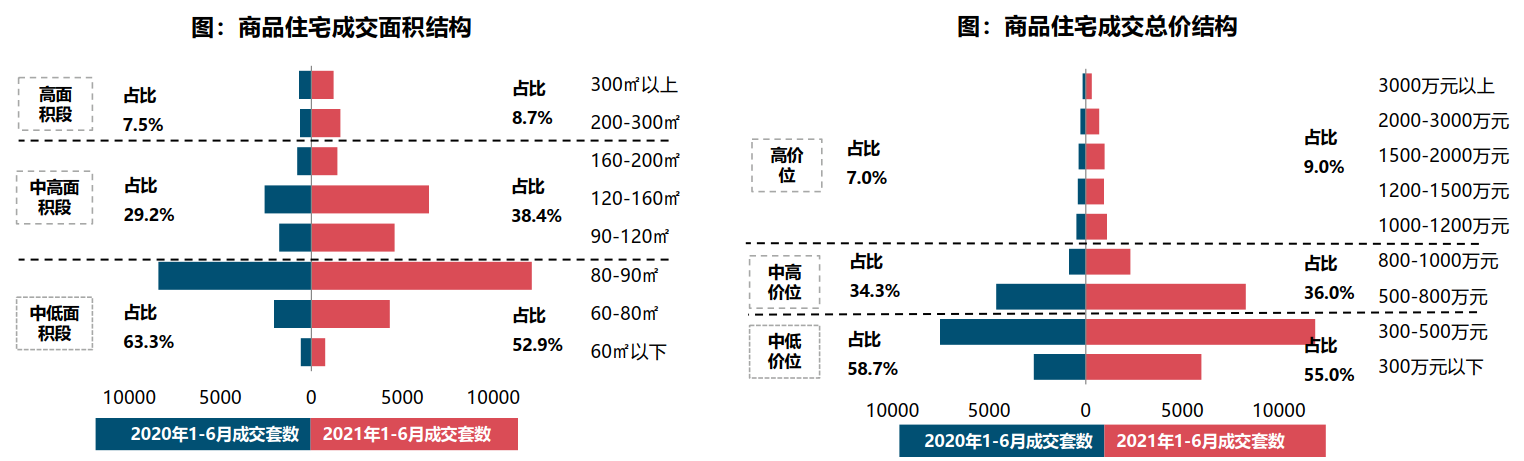 图：商品住宅成交面积结构
高面
积段
占比
7.5%
占比
8.7%
300㎡以上
200-300㎡
中高面
积段
占比
29.2%
占比
38.4%
160-200㎡
120-160㎡
90-120㎡
中低面
积段
占比
63.3%
占比
52.9%
80-90㎡
60-80㎡
60㎡以下
10000 5000 0 5000 10000
2020年1-6月成交套数 2021年1-6月成交套数
图：商品住宅成交总价结构
高价
位
占比
7.0%
占比
9.0%
3000万元以上
2000-3000万元
1500-2000万元
1200-1500万元
1000-1200万元
中高
价位
占比
34.3%
占比
36.0%
800-1000万元
500-800万元
中低
价位
占比
58.7%
占比
55.0%
300-500万元
300万元以下
10000 5000 0 5000 10000
2020年1-6月成交套数 2021年1-6月成交套数